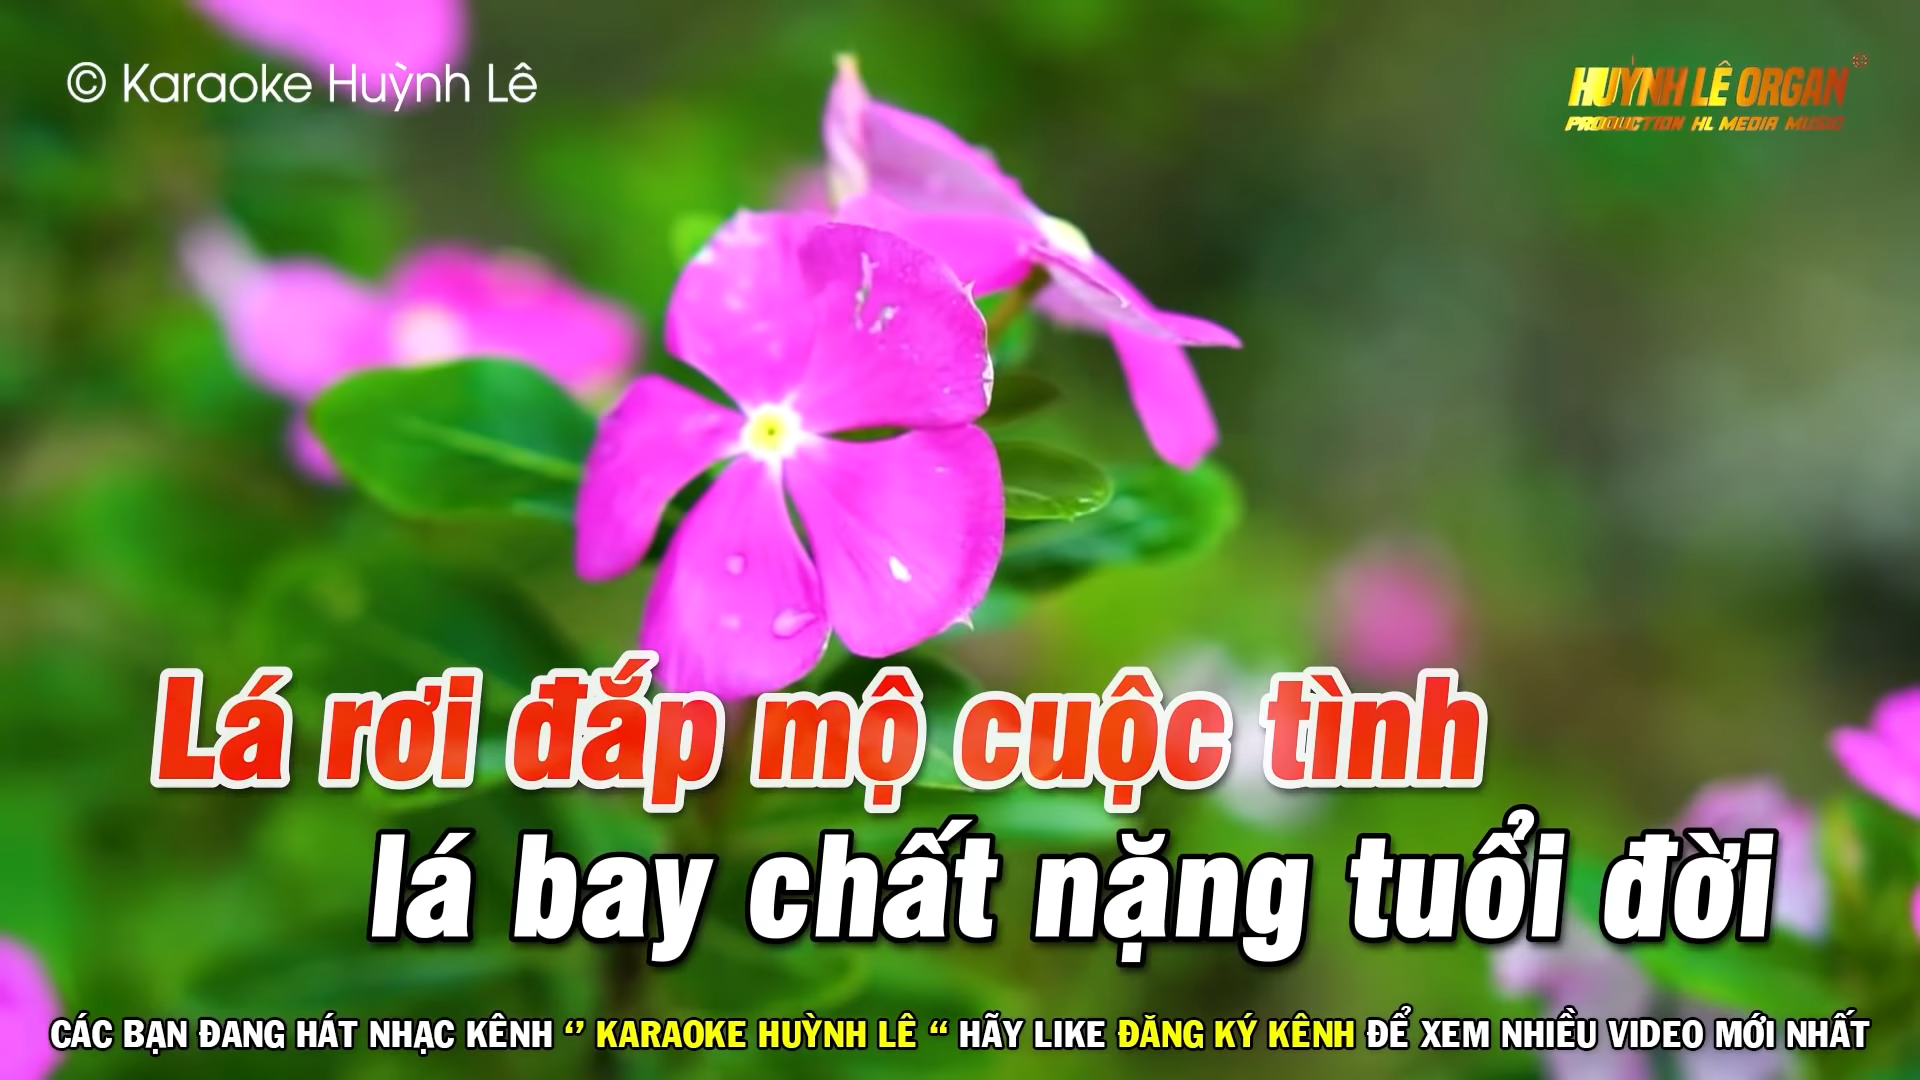 © Karaoke Huỳnh Lê
HUỲNH LÊ ORGAN
PRODUCTION HL MEDIA MUSIC
Lá rơi đắp mộ cuộc tình
lá bay chất nặng tuổi đời
CÁC BẠN ĐANG HÁT NHẠC KÊNH ‘’ KARAOKE HUỲNH LÊ “ HÃY LIKE ĐĂNG KÝ KÊNH ĐỂ XEM NHIỀU VIDEO MỚI NHẤT